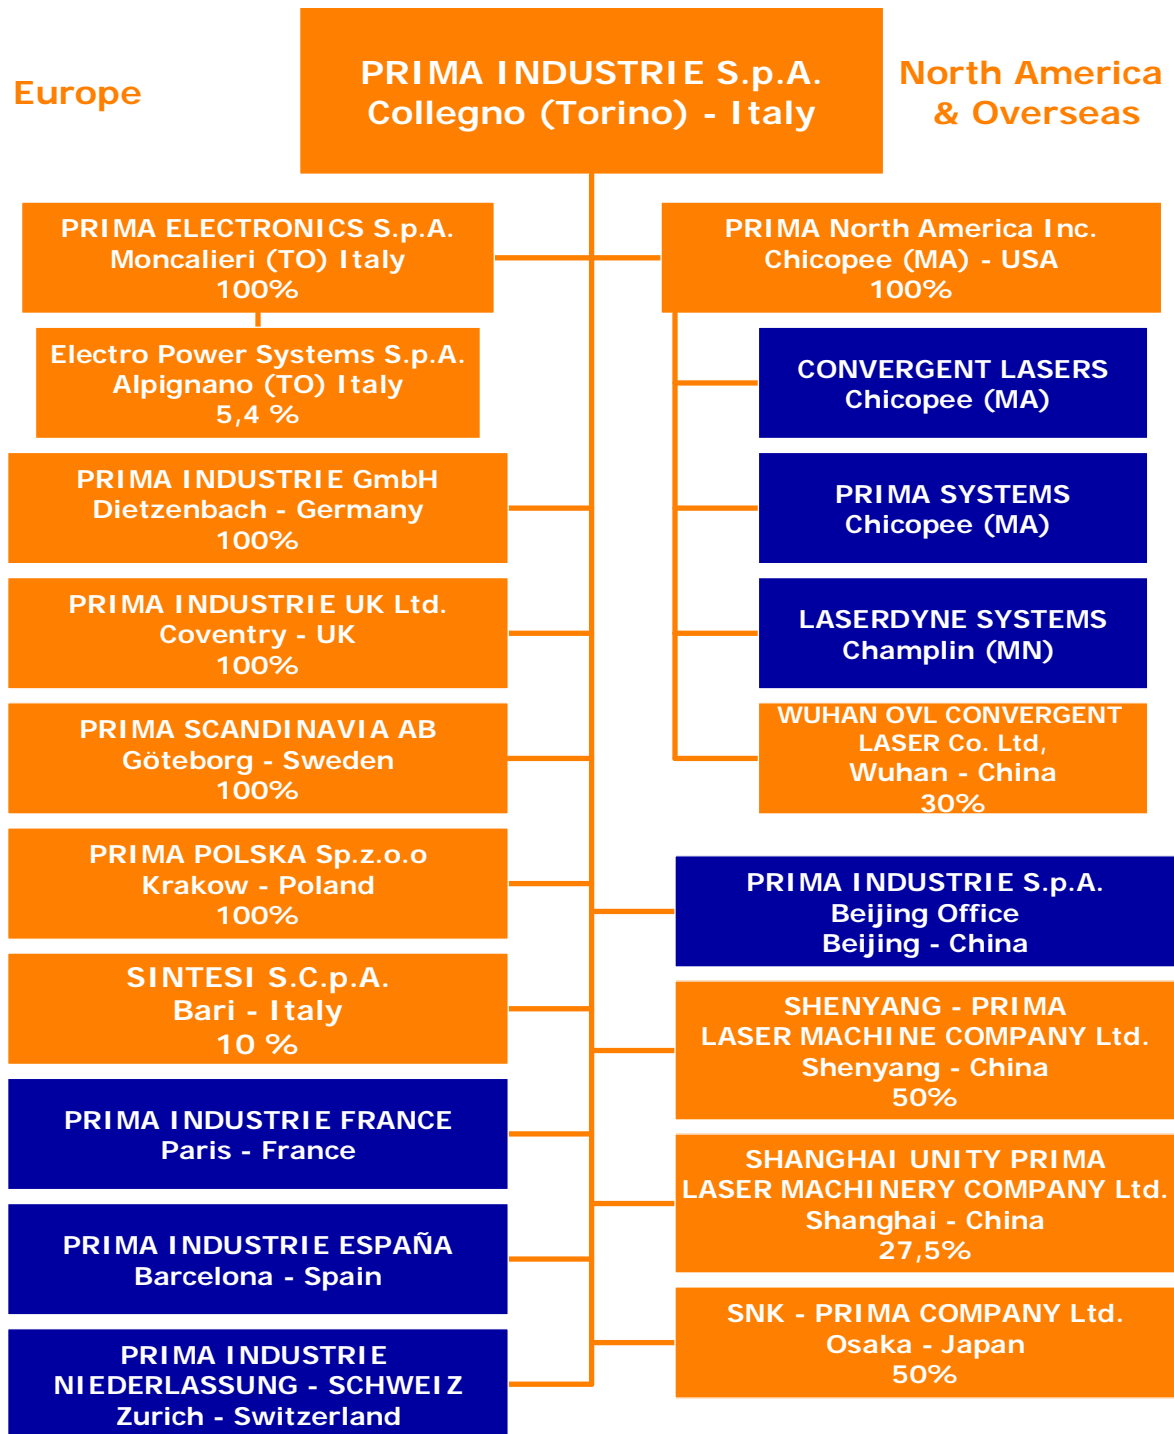 Europe
PRIMA INDUSTRIE S.p.A.
Collegno (Torino) - Italy
North America
& Overseas
PRIMA ELECTRONICS S.p.A.
Moncalieri (TO) Italy
100%
Electro Power Systems S.p.A.
Alpignano (TO) Italy
5,4 %
PRIMA INDUSTRIE GmbH
Dietzenbach - Germany
100%
PRIMA INDUSTRIE UK Ltd.
Coventry - UK
100%
PRIMA SCANDINAVIA AB
Göteborg - Sweden
100%
PRIMA POLSKA Sp.z.o.o
Krakow - Poland
100%
SINTESI S.C.p.A.
Bari - Italy
10 %
PRIMA INDUSTRIE FRANCE
Paris - France
PRIMA INDUSTRIE ESPAÑA
Barcelona - Spain
PRIMA INDUSTRIE
NIEDERLASSUNG - SCHWEIZ
Zurich - Switzerland
PRIMA North America Inc.
Chicopee (MA) - USA
100%
CONVERGENT LASERS
Chicopee (MA)
PRIMA SYSTEMS
Chicopee (MA)
LASERDYNE SYSTEMS
Champlin (MN)
WUHAN OVL CONVERGENT
LASER Co. Ltd,
Wuhan - China
30%
PRIMA INDUSTRIE S.p.A.
Beijing Office
Beijing - China
SHENYANG - PRIMA
LASER MACHINE COMPANY Ltd.
Shenyang - China
50%
SHANGHAI UNITY PRIMA
LASER MACHINERY COMPANY Ltd.
Shanghai - China
27,5%
SNK - PRIMA COMPANY Ltd.
Osaka - Japan
50%